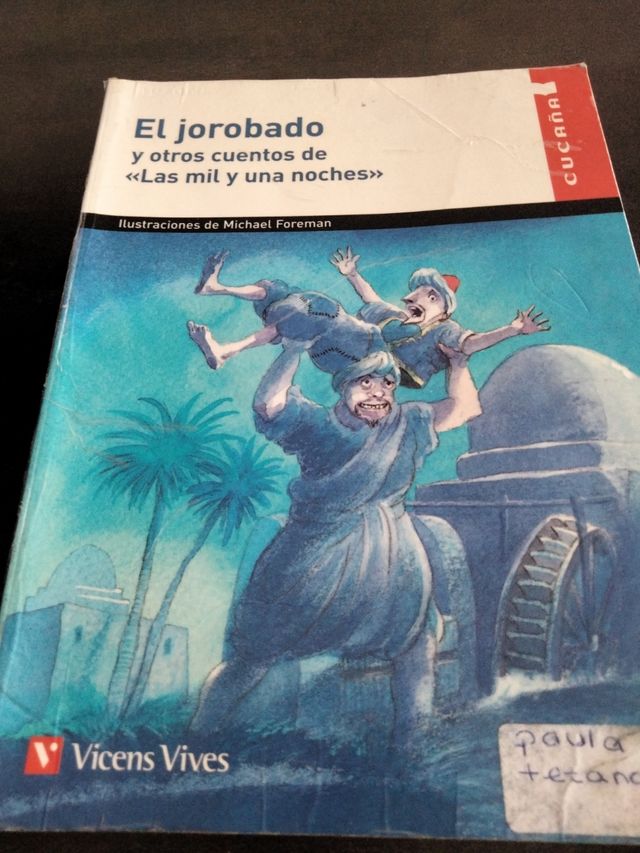 El jorobado
y otros cuentos de
«Las mil y una noches»
CUCAÑA
Ilustraciones de Michael Foreman
V Vicens Vives
paula